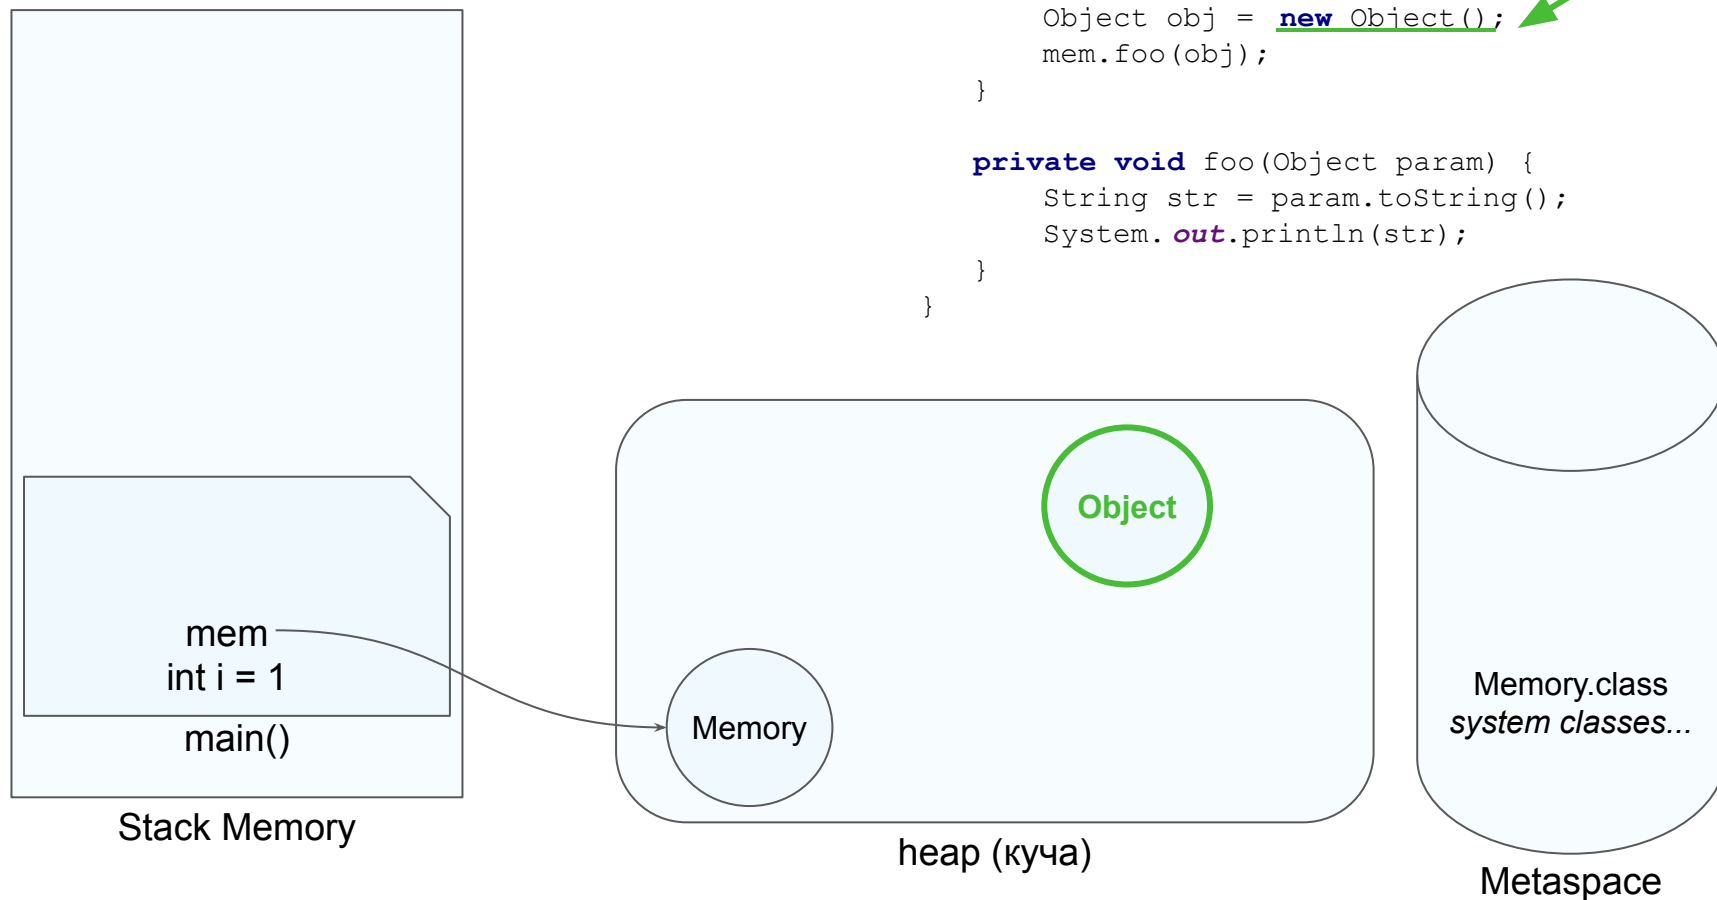 Object obj = new Object();
mem.foo(obj);
}
private void foo(Object param) {
String str = param.toString();
System.out.println(str);
}
}
Object
mem
int i = 1
main()
Memory
Memory.class
system classes...
Stack Memory
heap (куча)
Metaspace